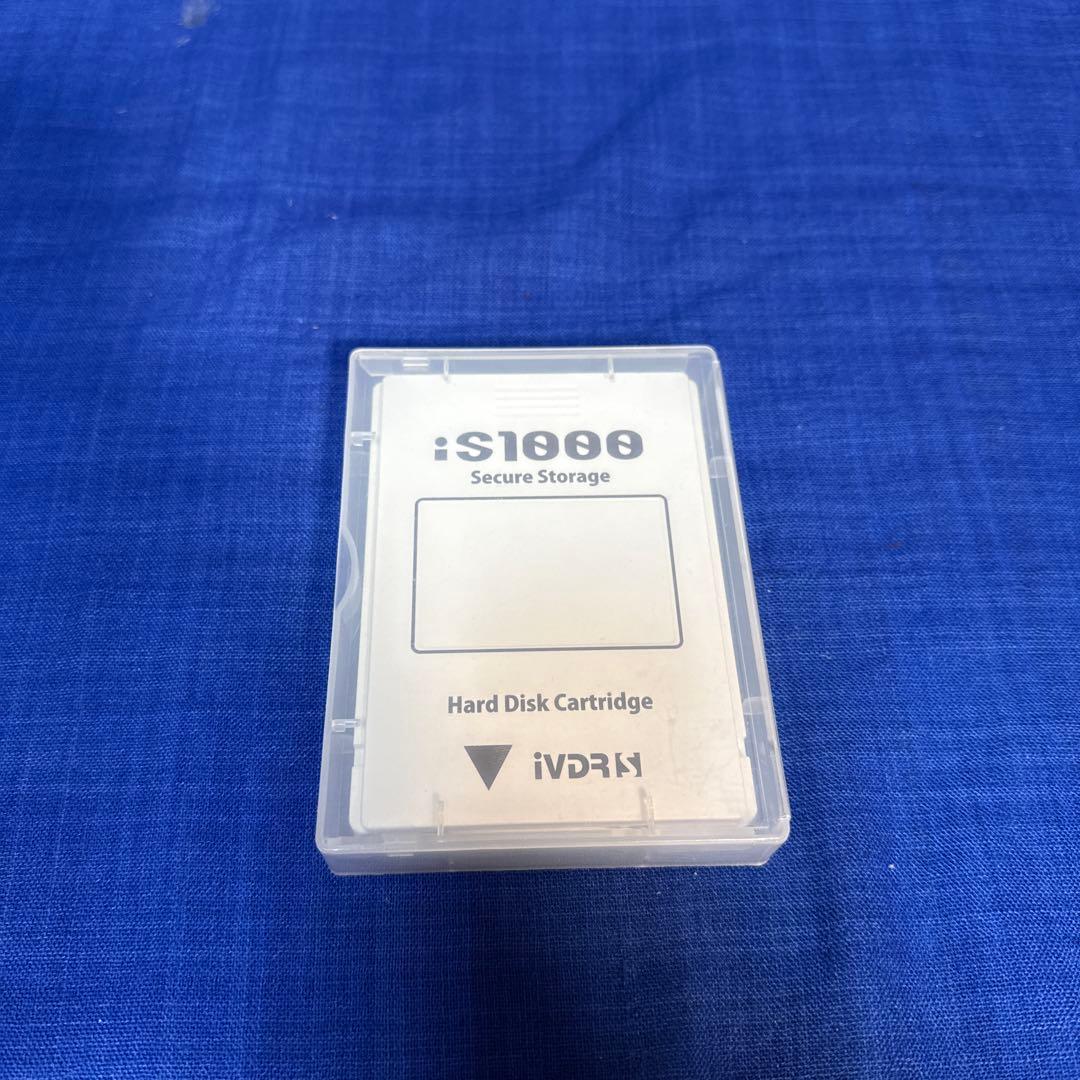 iS1000
Secure Storage
Hard Disk Cartridge
iVDR S